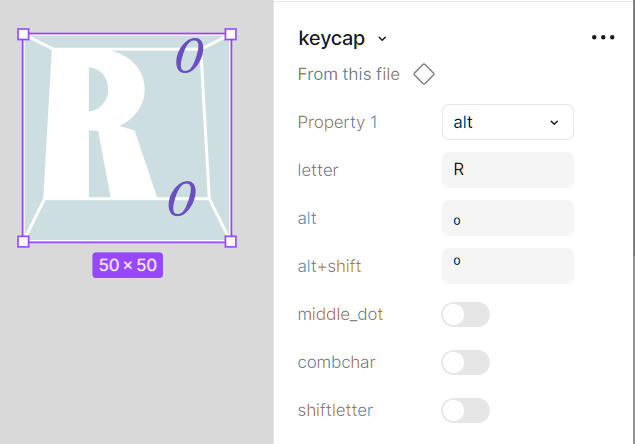 R o
o
50 × 50
keycap
From this file
Property 1 alt
letter R
alt ₒ
alt+shift ᵒ
middle_dot
combchar
shiftletter